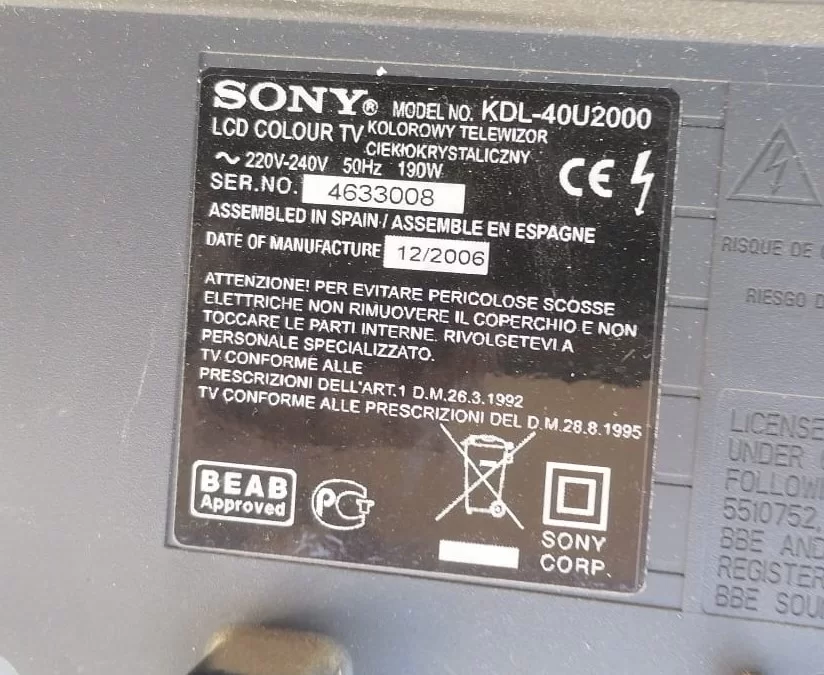 SONY® MODEL NO. KDL-40U2000
LCD COLOUR TV KOLOROWY TELEWIZOR
CIEKŁOKRYSTALICZNY
~ 220V-240V 50Hz 190W
SER.NO. 4633008
ASSEMBLED IN SPAIN / ASSEMBLE EN ESPAGNE
DATE OF MANUFACTURE 12/2006
ATTENZIONE! PER EVITARE PERICOLOSE SCOSSE
ELETTRICHE NON RIMUOVERE IL COPERCHIO E NON
TOCCARE LE PARTI INTERNE. RIVOLGETEVI A
PERSONALE SPECIALIZZATO.
TV CONFORME ALLE
PRESCRIZIONI DELL'ART.1 D.M.26.3.1992
TV CONFORME ALLE PRESCRIZIONI DEL D.M.28.8.1995
CE
BEAB
Approved
SONY
CORP.
RISQUE DE
RIESGO
UNDER
5510752,
BBE AND
BBE